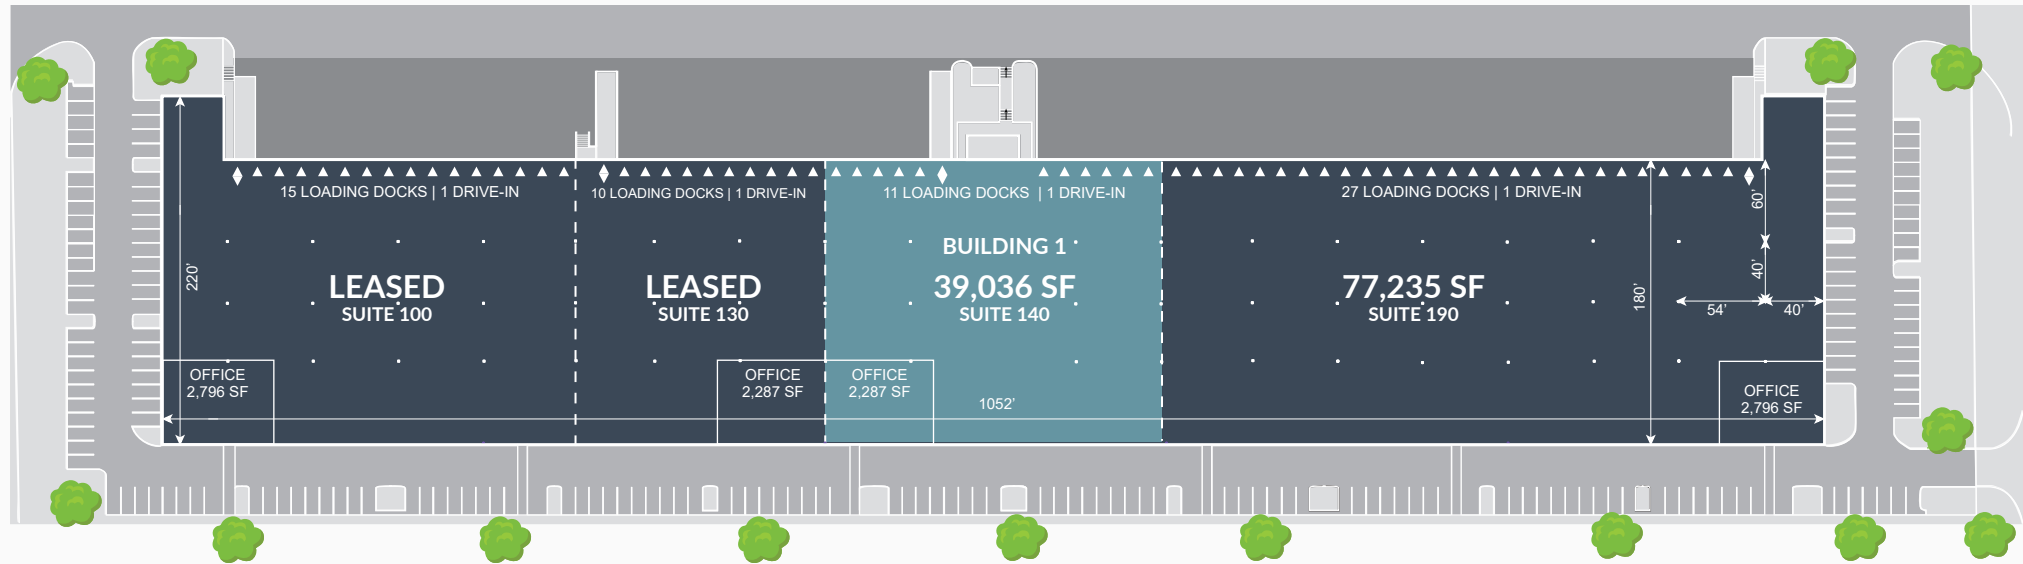 15 LOADING DOCKS | 1 DRIVE-IN
10 LOADING DOCKS | 1 DRIVE-IN
11 LOADING DOCKS | 1 DRIVE-IN
27 LOADING DOCKS | 1 DRIVE-IN
60’
BUILDING 1
220’
LEASED
SUITE 100
LEASED
SUITE 130
39,036 SF
SUITE 140
77,235 SF
SUITE 190
180’
40’
54’
40’
OFFICE
2,796 SF
OFFICE
2,287 SF
OFFICE
2,287 SF
1052’
OFFICE
2,796 SF